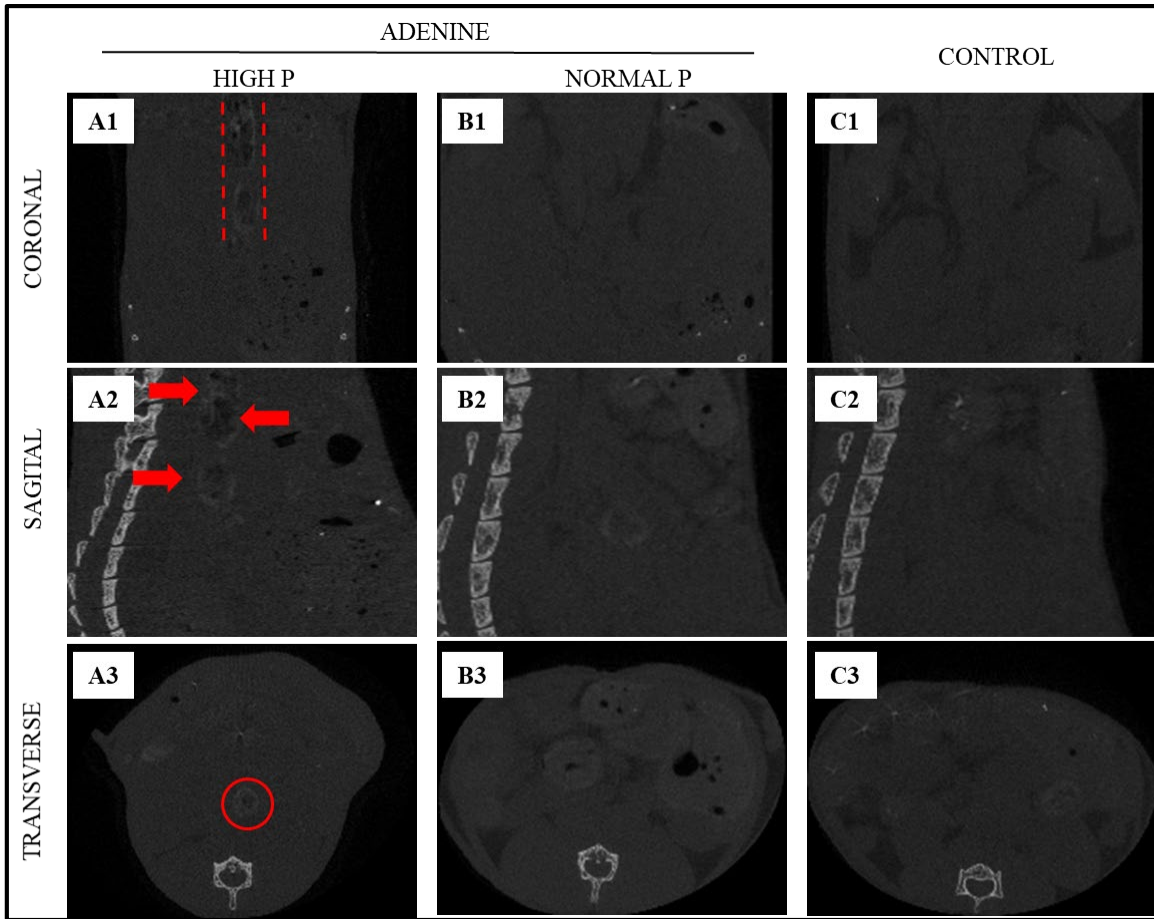 ADENINE
HIGH P
NORMAL P
CONTROL
CORONAL
A1
B1
C1
SAGITAL
A2
B2
C2
TRANSVERSE
A3
B3
C3